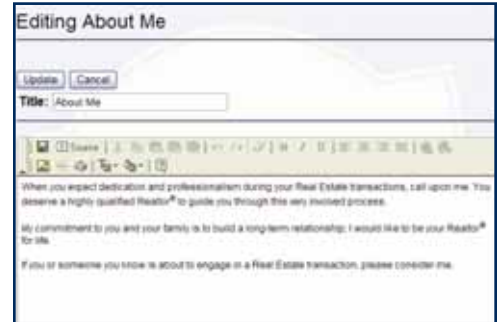 Editing About Me
Update Cancel
Title: About Me
Source
When you expect dedication and professionalism during your Real Estate transactions, call upon me. You
deserve a highly qualified Realtor® to guide you through this very involved process.
My commitment to you and your family is to build a long-term relationship; I would like to be your Realtor®
for life.
If you or someone you know is about to engage in a Real Estate transaction, please consider me.